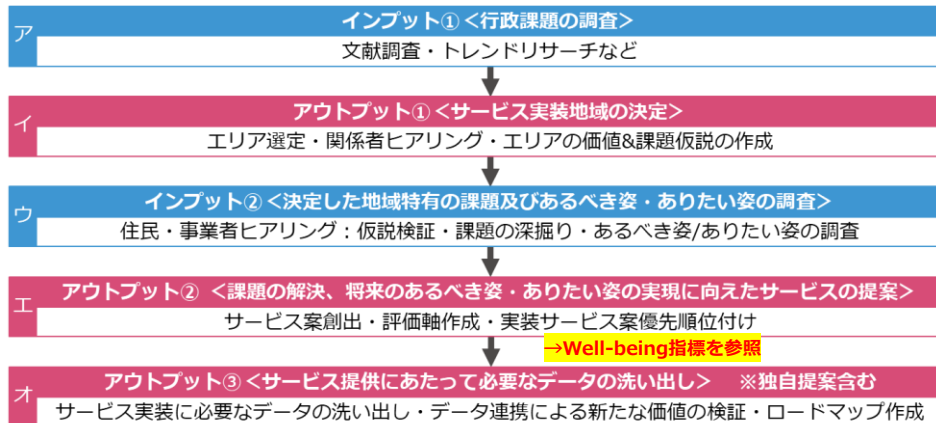 ア
インプット①<行政課題の調査>
文献調査・トレンドリサーチなど
イ
アウトプット①<サービス実装地域の決定>
エリア選定・関係者ヒアリング・エリアの価値&課題仮説の作成
ウ
インプット②<決定した地域特有の課題及びあるべき姿・ありたい姿の調査>
住民・事業者ヒアリング：仮説検証・課題の深掘り・あるべき姿/ありたい姿の調査
エ
アウトプット② <課題の解決、将来のあるべき姿・ありたい姿の実現に向けたサービスの提案>
サービス案創出・評価軸作成・実装サービス案優先順位付け
→Well-being指標を参照
オ
アウトプット③<サービス提供にあたって必要なデータの洗い出し> ※独自提案含む
サービス実装に必要なデータの洗い出し・データ連携による新たな価値の検証・ロードマップ作成